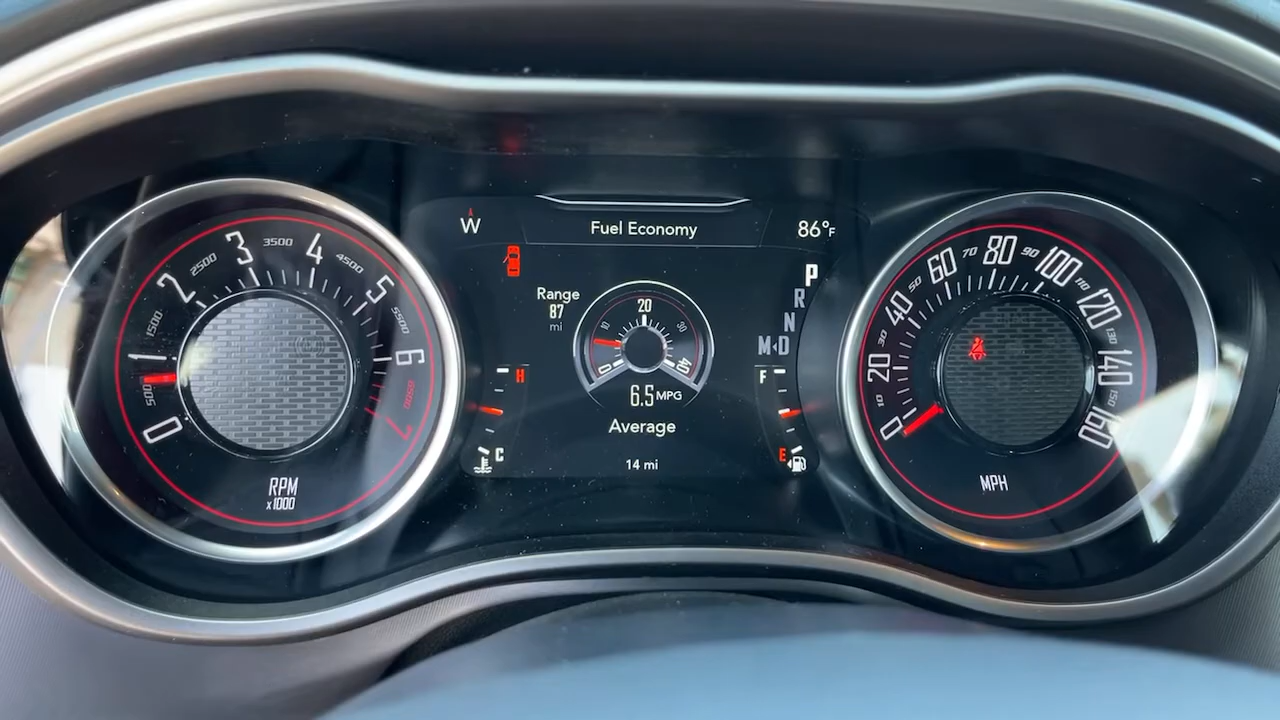 0
500
1
1500
2
2500
3
3500
4
4500
5
5500
6
6500
7
RPM
x1000
W
Fuel Economy
86°F
Range
87
mi
0
10
20
30
40
6.5 MPG
Average
14 mi
H
C
P
R
N
M◂D
F
E
0
10
20
30
40
50
60
70
80
90
100
110
120
130
140
150
160
MPH